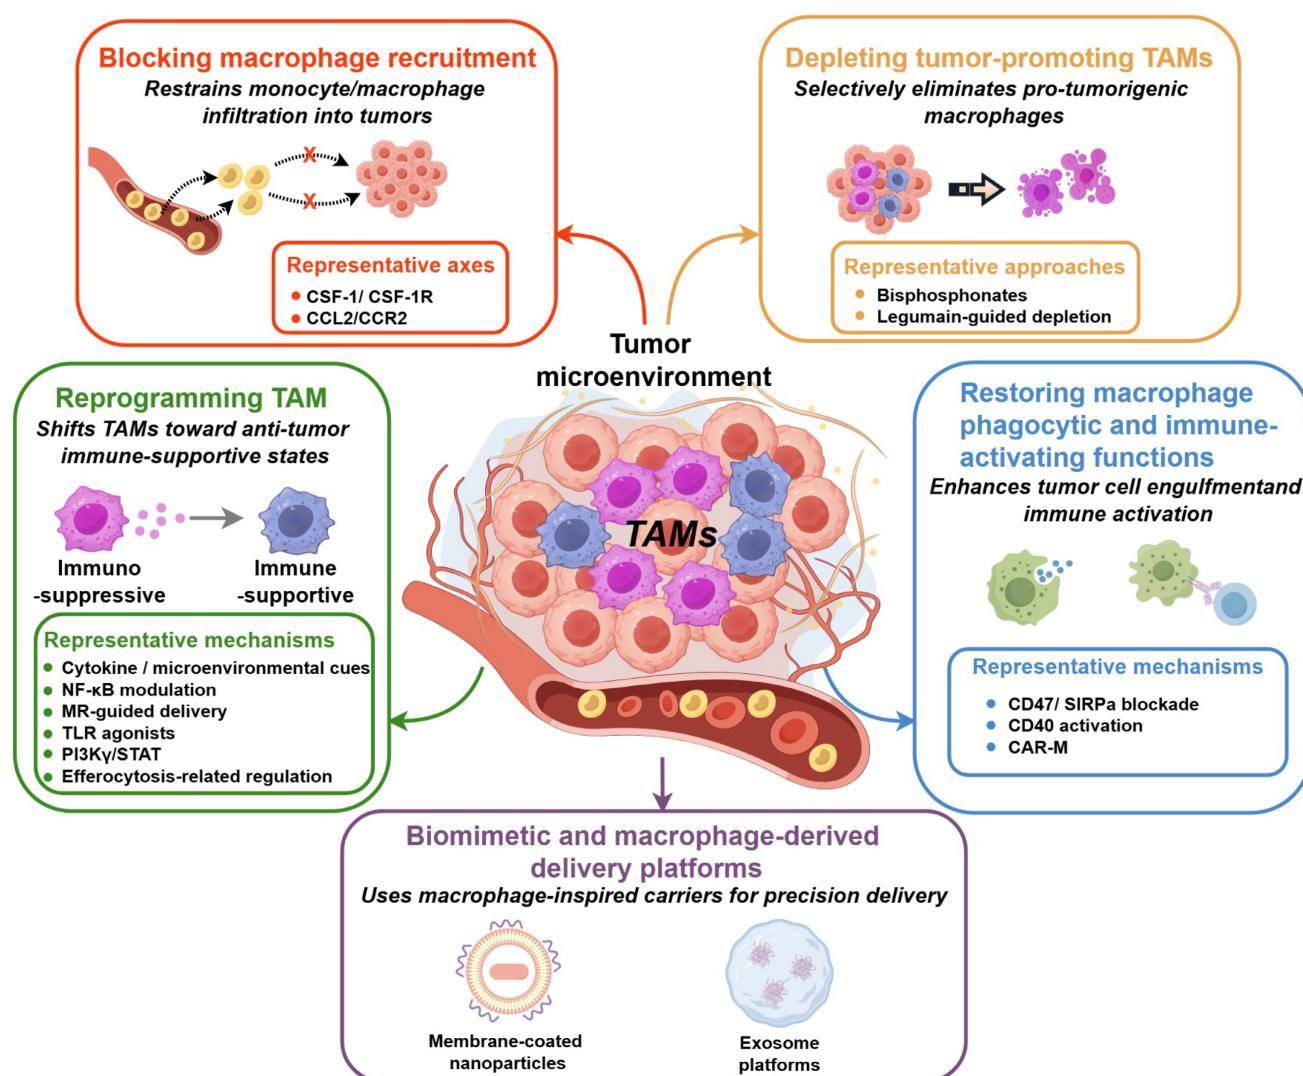 Blocking macrophage recruitment
Restrains monocyte/macrophage
infiltration into tumors
X
X
Representative axes
CSF-1/ CSF-1R
CCL2/CCR2
Depleting tumor-promoting TAMs
Selectively eliminates pro-tumorigenic
macrophages
Representative approaches
Bisphosphonates
Legumain-guided depletion
Tumor
microenvironment
TAMs
Reprogramming TAM
Shifts TAMs toward anti-tumor
immune-supportive states
Immuno
-suppressive
Immune
-supportive
Representative mechanisms
Cytokine / microenvironmental cues
NF-κB modulation
MR-guided delivery
TLR agonists
PI3Kγ/STAT
Efferocytosis-related regulation
Restoring macrophage
phagocytic and immune-
activating functions
Enhances tumor cell engulfmentand
immune activation
Representative mechanisms
CD47/ SIRPa blockade
CD40 activation
CAR-M
Biomimetic and macrophage-derived
delivery platforms
Uses macrophage-inspired carriers for precision delivery
Membrane-coated
nanoparticles
Exosome
platforms